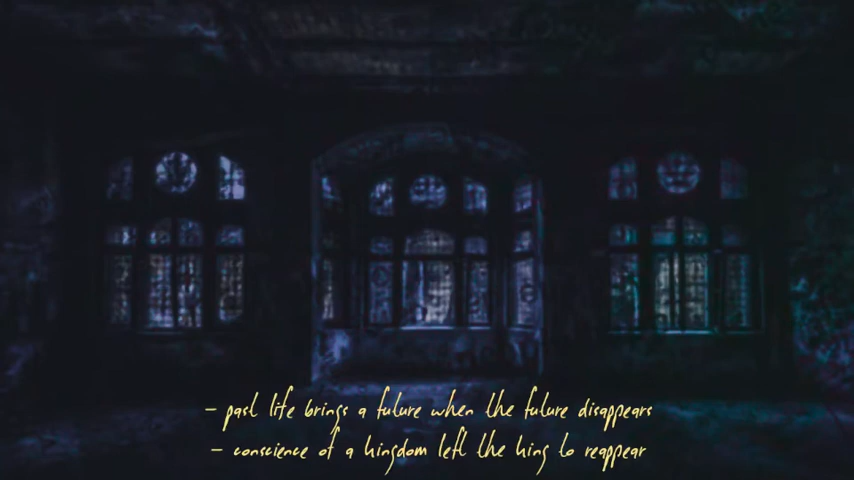 - past life brings a future when the future disappears
- conscience of a kingdom left the king to reappear